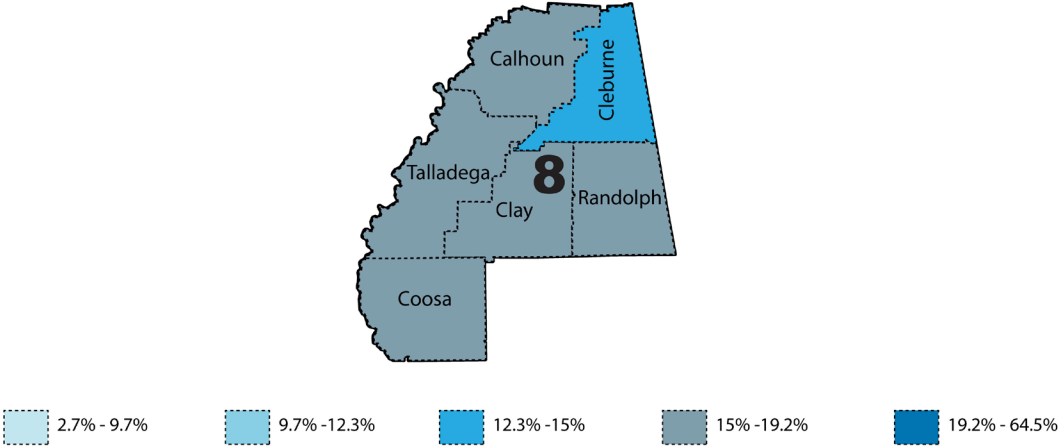 Calhoun
Cleburne
Talladega
8
Randolph
Clay
Coosa
2.7% - 9.7%
9.7% -12.3%
12.3% -15%
15% -19.2%
19.2% - 64.5%